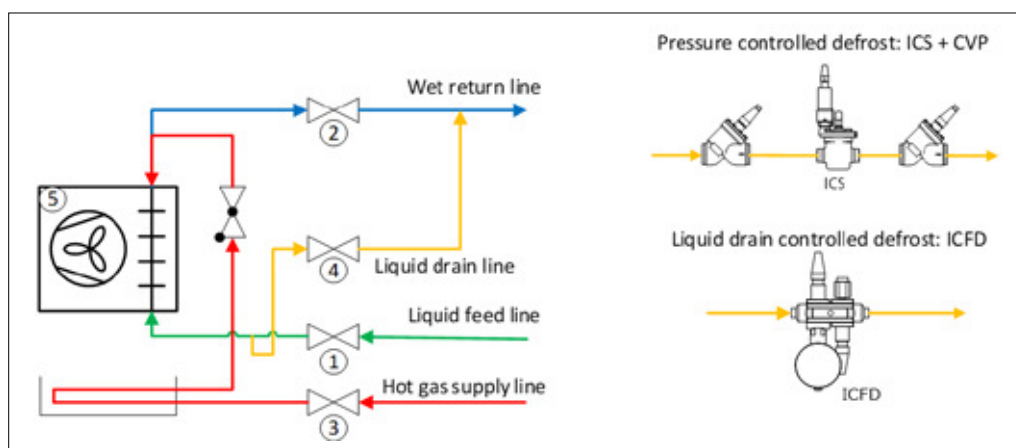 Pressure controlled defrost: ICS + CVP
Wet return line
2
5
ICS
4
Liquid drain line
Liquid drain controlled defrost: ICFD
Liquid feed line
1
Hot gas supply line
3
ICFD